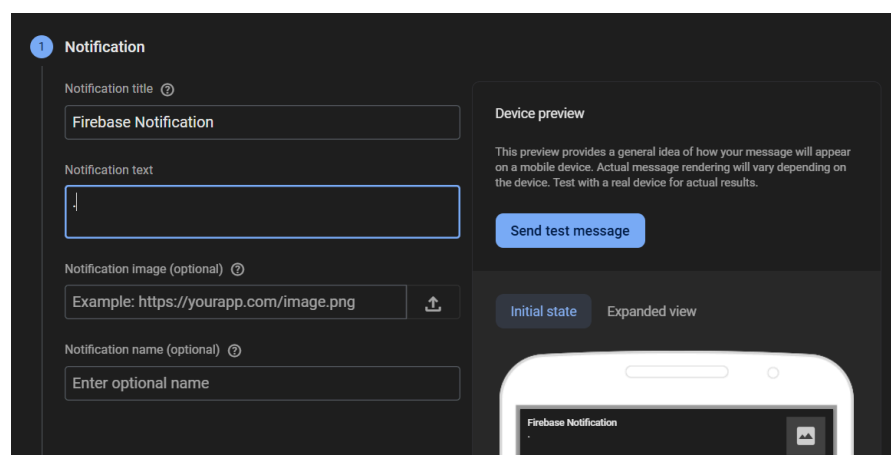 1 Notification
Notification title
Firebase Notification
Notification text
.
Notification image (optional)
Example: https://yourapp.com/image.png
Notification name (optional)
Enter optional name
Device preview
This preview provides a general idea of how your message will appear
on a mobile device. Actual message rendering will vary depending on
the device. Test with a real device for actual results.
Send test message
Initial state Expanded view
Firebase Notification
.